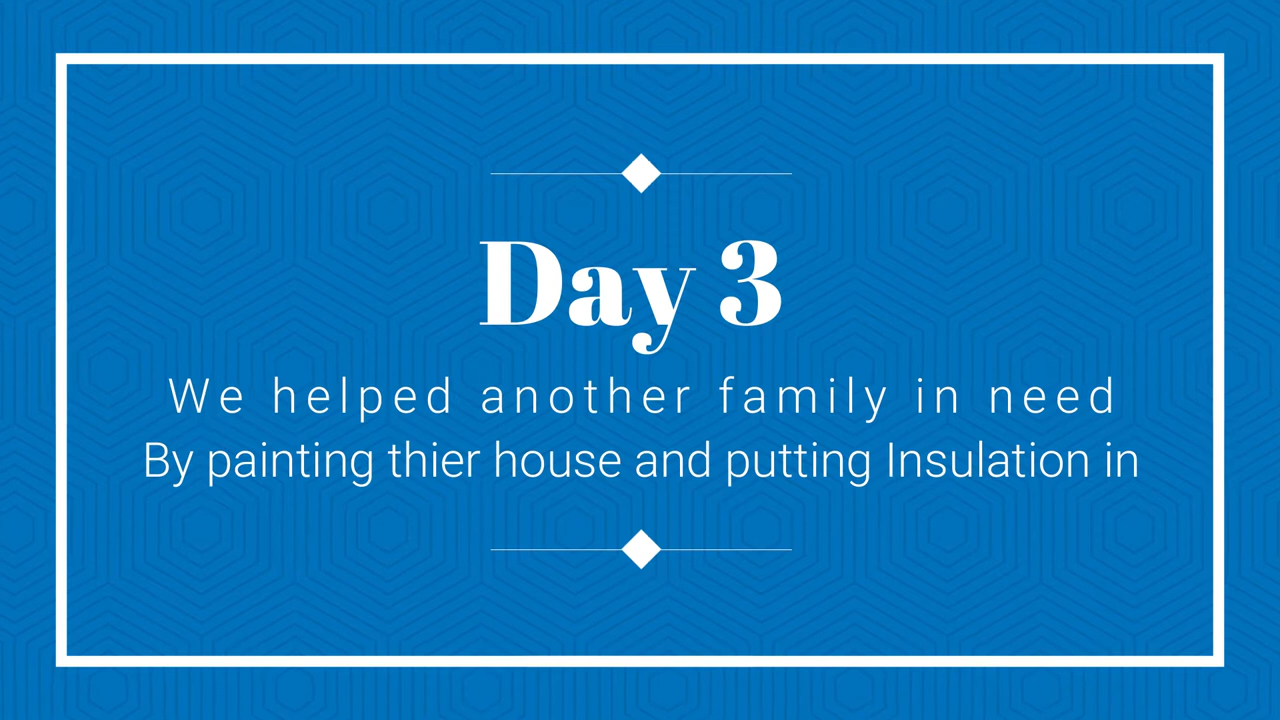 Day 3
We helped another family in need
By painting thier house and putting Insulation in